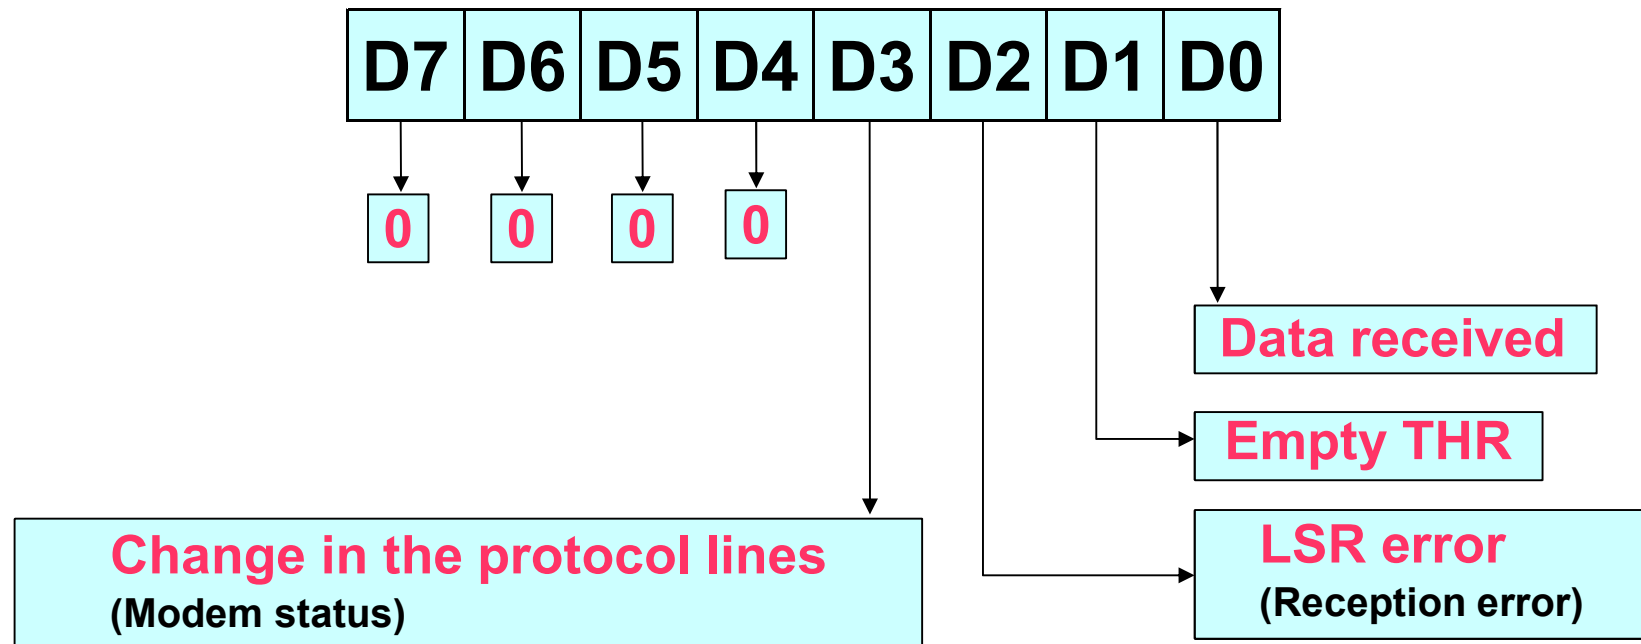 D7 D6 D5 D4 D3 D2 D1 D0
0 0 0 0
Data received
Empty THR
LSR error
(Reception error)
Change in the protocol lines
(Modem status)